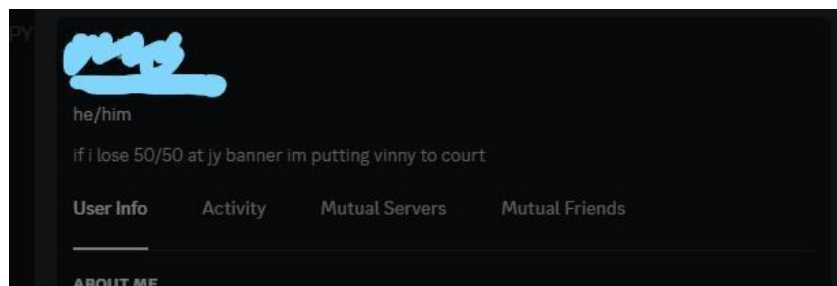 PY
he/him
if i lose 50/50 at jy banner im putting vinny to court
User Info Activity Mutual Servers Mutual Friends
ABOUT ME